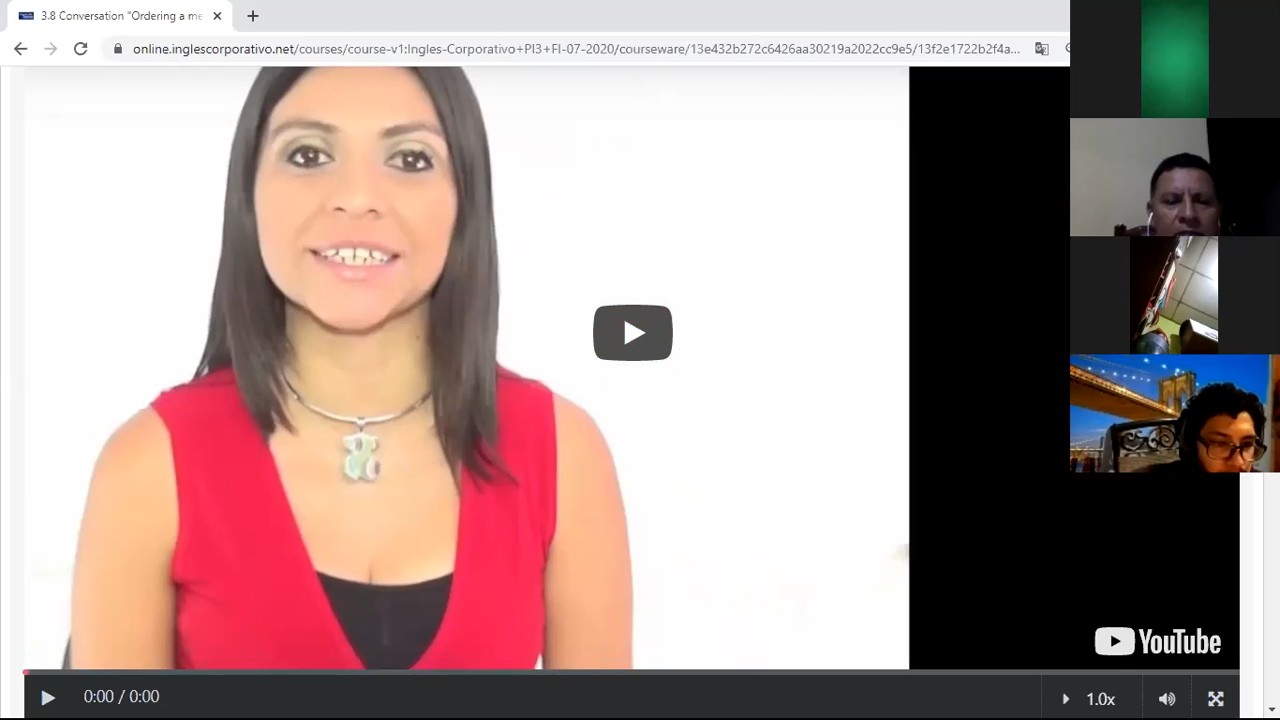 3.8 Conversation "Ordering a me
online.inglescorporativo.net/courses/course-v1:Ingles-Corporativo+PI3+FI-07-2020/courseware/13e432b272c6426aa30219a2022cc9e5/13f2e1722b2f4a...
YouTube
0:00 / 0:00
1.0x